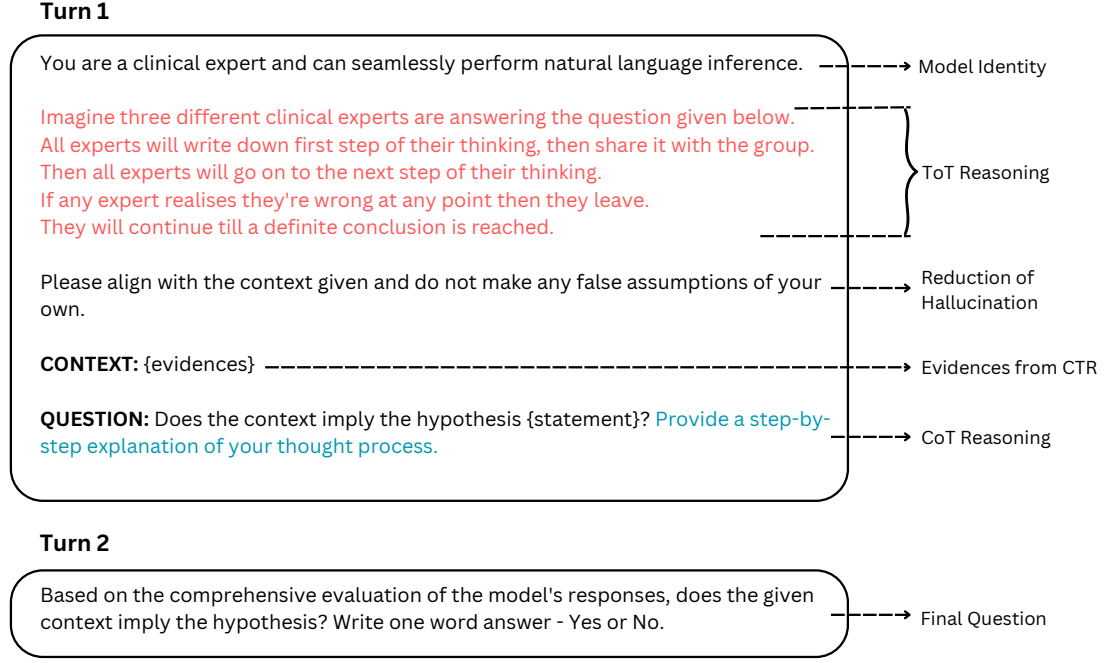 Turn 1
You are a clinical expert and can seamlessly perform natural language inference.
Model Identity
Imagine three different clinical experts are answering the question given below.
All experts will write down first step of their thinking, then share it with the group.
Then all experts will go on to the next step of their thinking.
If any expert realises they're wrong at any point then they leave.
They will continue till a definite conclusion is reached.
ToT Reasoning
Please align with the context given and do not make any false assumptions of your
own.
Reduction of
Hallucination
CONTEXT: {evidences}
Evidences from CTR
QUESTION: Does the context imply the hypothesis {statement}? Provide a step-by-
step explanation of your thought process.
CoT Reasoning
Turn 2
Based on the comprehensive evaluation of the model's responses, does the given
context imply the hypothesis? Write one word answer - Yes or No.
Final Question